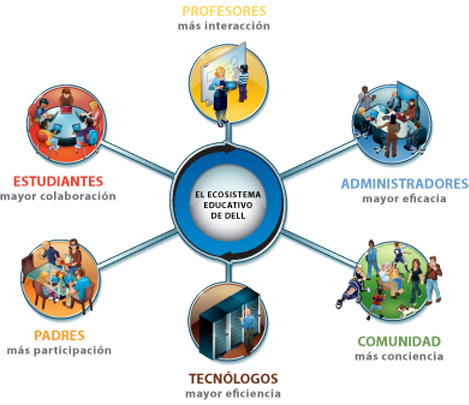 PROFESORES
más interacción
ESTUDIANTES
mayor colaboración
EL ECOSISTEMA
EDUCATIVO
DE DELL
ADMINISTRADORES
mayor eficacia
PADRES
más participación
TECNÓLOGOS
mayor eficiencia
COMUNIDAD
más conciencia